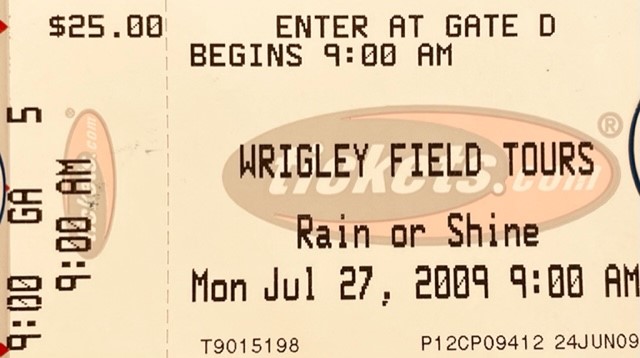 $25.00
ENTER AT GATE D
BEGINS 9:00 AM
9:00 GA 5
9:00 AM
tickets.com®
WRIGLEY FIELD TOURS
Rain or Shine
Mon Jul 27, 2009 9:00 AM
T9015198
P12CP09412 24JUN09